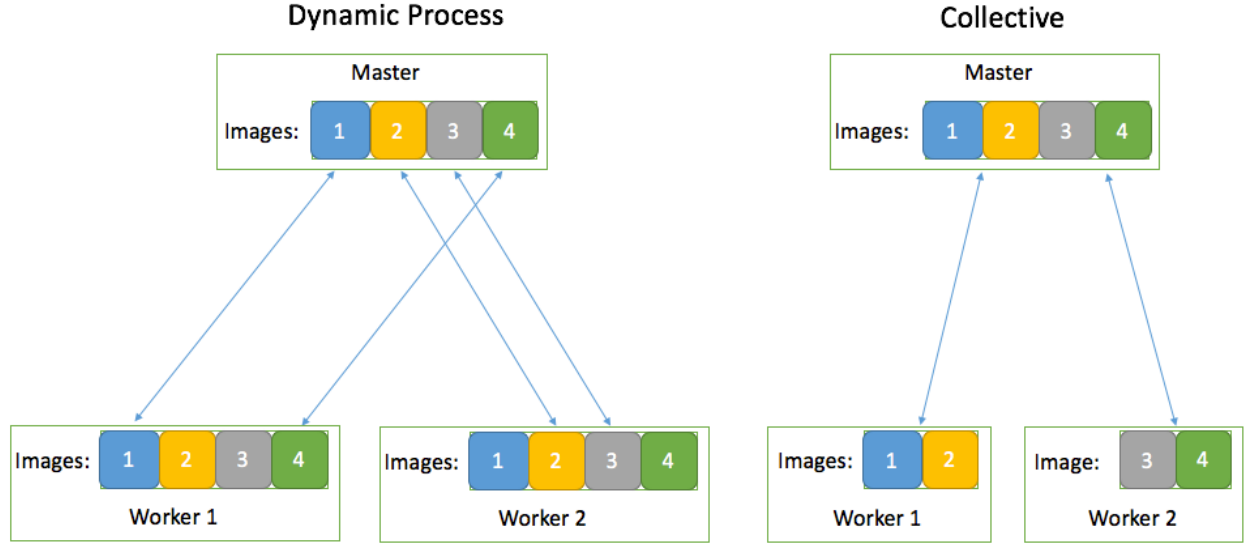 Dynamic Process
Master
Images: 1 2 3 4
Images: 1 2 3 4
Worker 1
Images: 1 2 3 4
Worker 2
Collective
Master
Images: 1 2 3 4
Images: 1 2
Worker 1
Image: 3 4
Worker 2